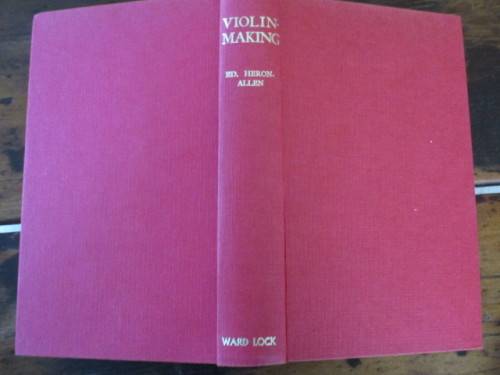 VIOLIN-
MAKING
ED. HERON-
ALLEN
WARD LOCK